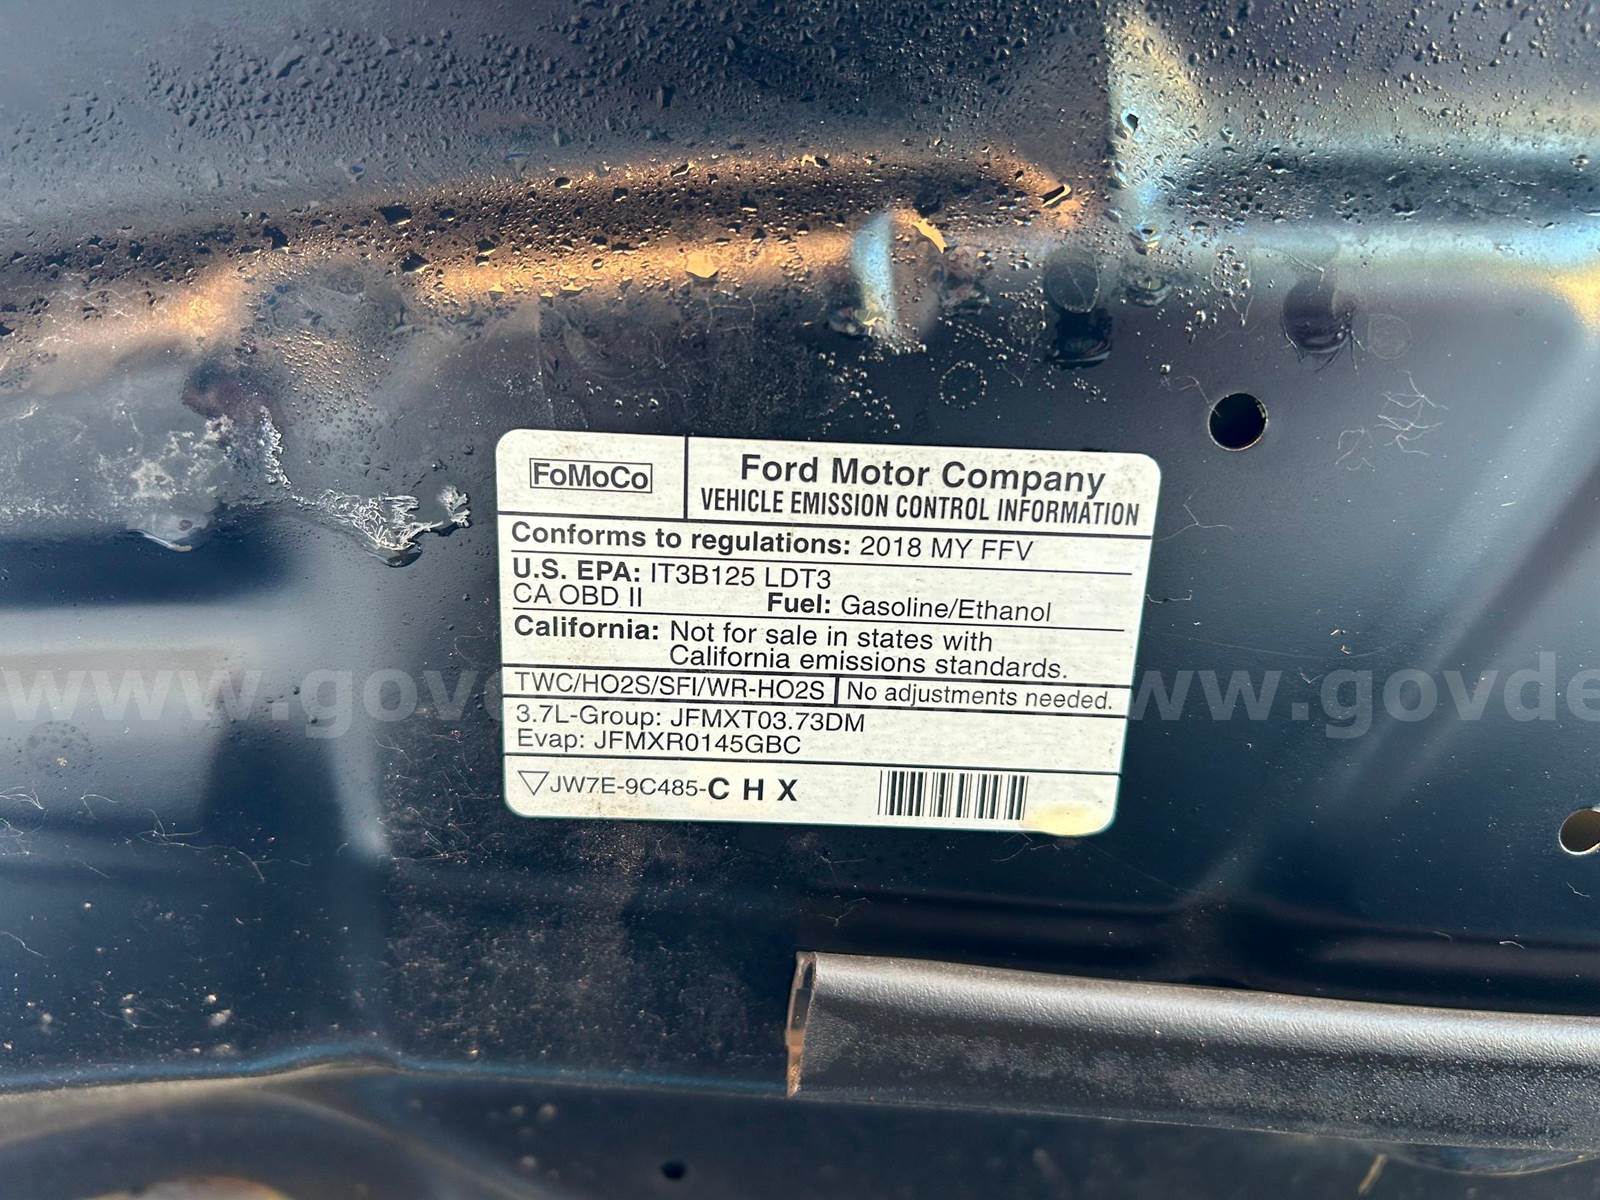 FoMoCo
Ford Motor Company
VEHICLE EMISSION CONTROL INFORMATION
Conforms to regulations: 2018 MY FFV
U.S. EPA: IT3B125 LDT3
CA OBD II Fuel: Gasoline/Ethanol
California: Not for sale in states with
California emissions standards.
TWC/HO2S/SFI/WR-HO2S No adjustments needed.
3.7L-Group: JFMXT03.73DM
Evap: JFMXR0145GBC
JW7E-9C485-C H X
www.govde ww.govde